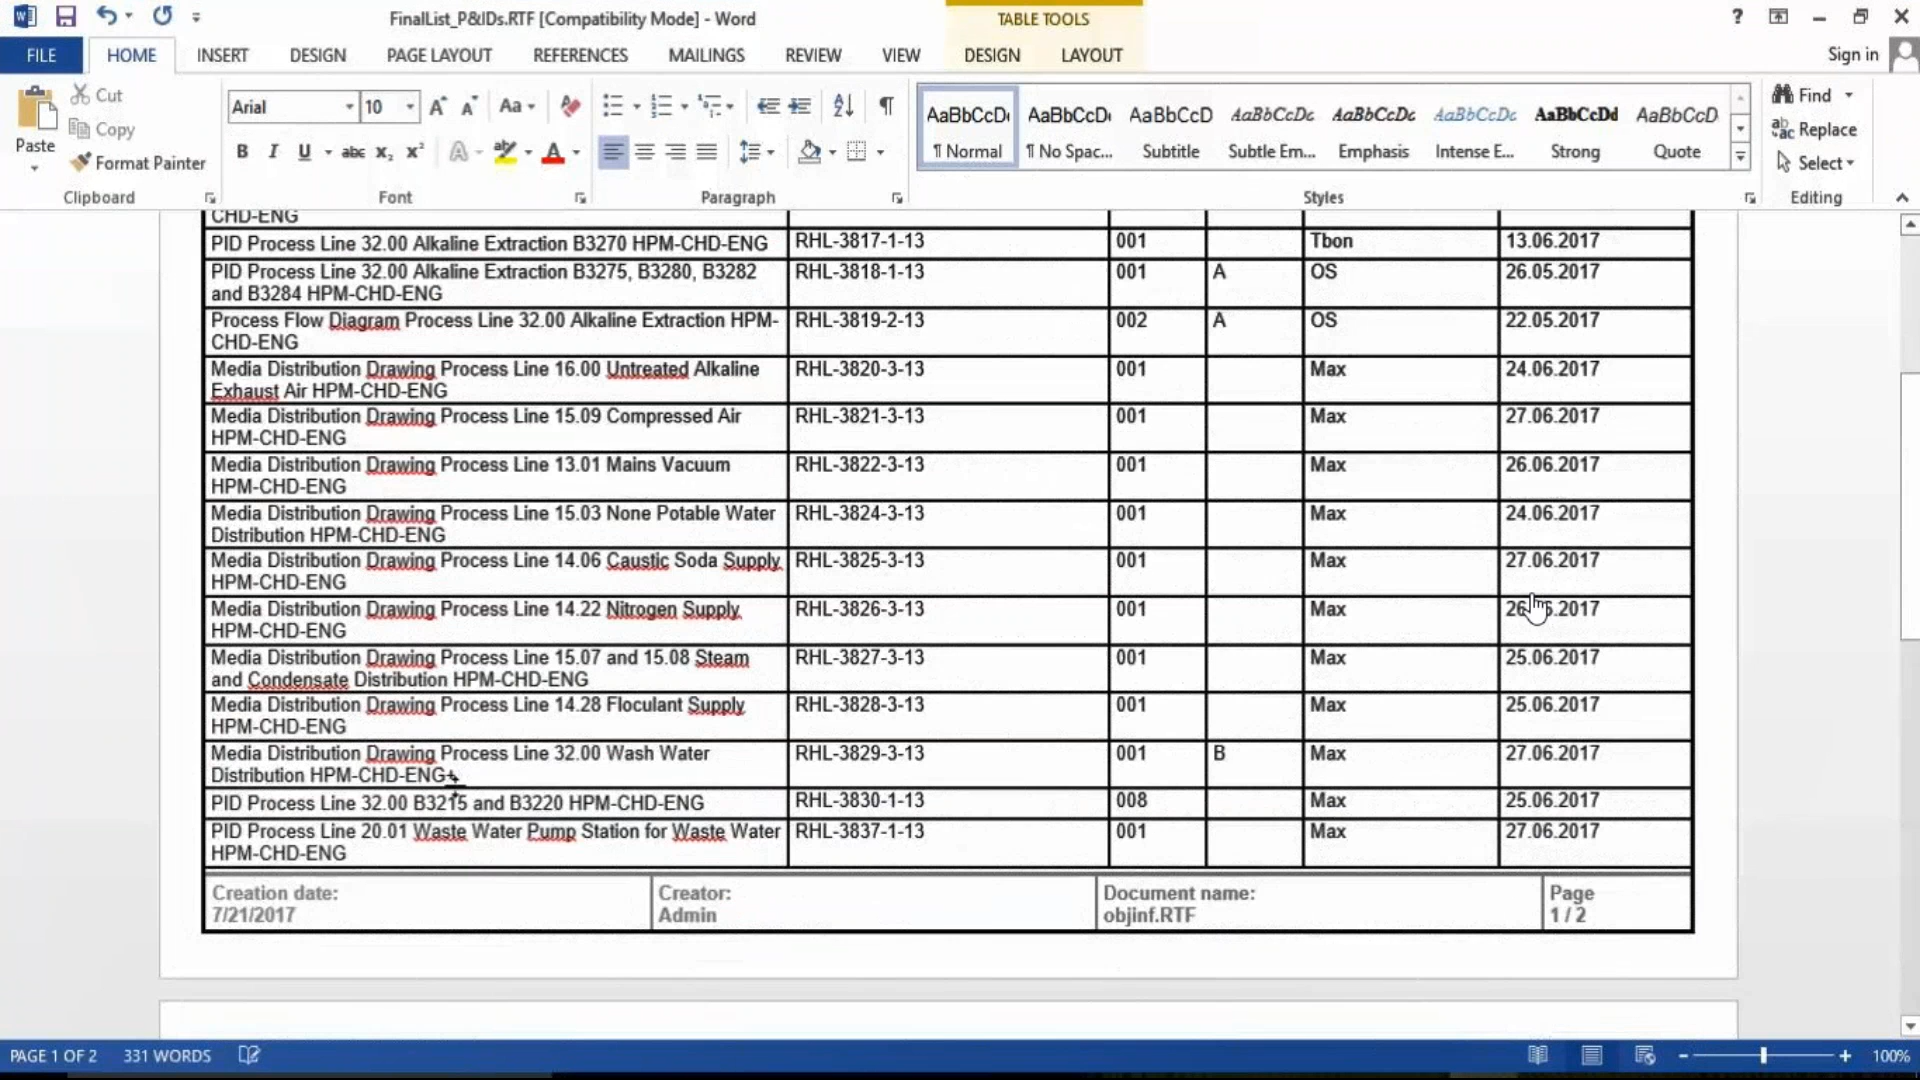 FinalList_P&IDs.RTF [Compatibility Mode] - Word
TABLE TOOLS
?
FILE
HOME
INSERT
DESIGN
PAGE LAYOUT
REFERENCES
MAILINGS
REVIEW
VIEW
DESIGN
LAYOUT
Sign in
Paste
Cut
Copy
Format Painter
Clipboard
Arial
10
Aa
B I U abc x₂ x²
Font
Paragraph
AaBbCcDı AaBbCcDı AaBbCcD AaBbCcDc AaBbCcDc AaBbCcDc AaBbCcDd AaBbCcD
¶ Normal ¶ No Spac... Subtitle Subtle Em... Emphasis Intense E... Strong Quote
Styles
Find
Replace
Select
Editing
CHD-ENG
PID Process Line 32.00 Alkaline Extraction B3270 HPM-CHD-ENG RHL-3817-1-13 001 Tbon 13.06.2017
PID Process Line 32.00 Alkaline Extraction B3275, B3280, B3282 RHL-3818-1-13 001 A OS 26.05.2017
and B3284 HPM-CHD-ENG
Process Flow Diagram Process Line 32.00 Alkaline Extraction HPM- RHL-3819-2-13 002 A OS 22.05.2017
CHD-ENG
Media Distribution Drawing Process Line 16.00 Untreated Alkaline RHL-3820-3-13 001 Max 24.06.2017
Exhaust Air HPM-CHD-ENG
Media Distribution Drawing Process Line 15.09 Compressed Air RHL-3821-3-13 001 Max 27.06.2017
HPM-CHD-ENG
Media Distribution Drawing Process Line 13.01 Mains Vacuum RHL-3822-3-13 001 Max 26.06.2017
HPM-CHD-ENG
Media Distribution Drawing Process Line 15.03 None Potable Water RHL-3824-3-13 001 Max 24.06.2017
Distribution HPM-CHD-ENG
Media Distribution Drawing Process Line 14.06 Caustic Soda Supply RHL-3825-3-13 001 Max 27.06.2017
HPM-CHD-ENG
Media Distribution Drawing Process Line 14.22 Nitrogen Supply RHL-3826-3-13 001 Max
HPM-CHD-ENG
Media Distribution Drawing Process Line 15.07 and 15.08 Steam RHL-3827-3-13 001 Max 25.06.2017
and Condensate Distribution HPM-CHD-ENG
Media Distribution Drawing Process Line 14.28 Floculant Supply RHL-3828-3-13 001 Max 25.06.2017
HPM-CHD-ENG
Media Distribution Drawing Process Line 32.00 Wash Water RHL-3829-3-13 001 B Max 27.06.2017
Distribution HPM-CHD-ENG
PID Process Line 32.00 B3215 and B3220 HPM-CHD-ENG RHL-3830-1-13 008 Max 25.06.2017
PID Process Line 20.01 Waste Water Pump Station for Waste Water RHL-3837-1-13 001 Max 27.06.2017
HPM-CHD-ENG
Creation date: Creator: Document name: Page
7/21/2017 Admin objinf.RTF 1 / 2
PAGE 1 OF 2 331 WORDS 100%